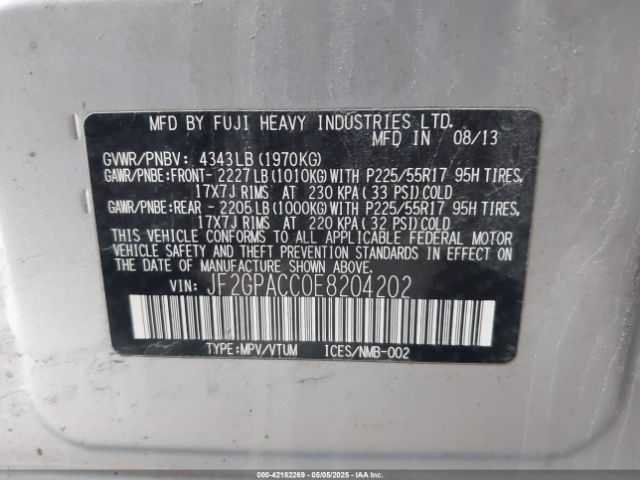 MFD BY FUJI HEAVY INDUSTRIES LTD.
MFD IN 08/13
GVWR/PNBV: 4343LB(1970KG)
GAWR/PNBE:FRONT-2227LB(1010KG)WITH P225/55R17 95H TIRES,
17X7J RIMS AT 230 KPA(33 PSI)COLD
GAWR/PNBE:REAR -2205LB(1000KG)WITH P225/55R17 95H TIRES,
17X7J RIMS AT 220 KPA(32 PSI)COLD
THIS VEHICLE CONFORMS TO ALL APPLICABLE FEDERAL MOTOR
VEHICLE SAFETY AND THEFT PREVENTION STANDARDS IN EFFECT
ON THE DATE OF MANUFACTURE SHOWN ABOVE.
VIN: JF2GPACC0E8204202
TYPE:MPV/VTUM ICES/NMB-002
000-42182269 - 05/05/2025 - Copyright IAA, LLC